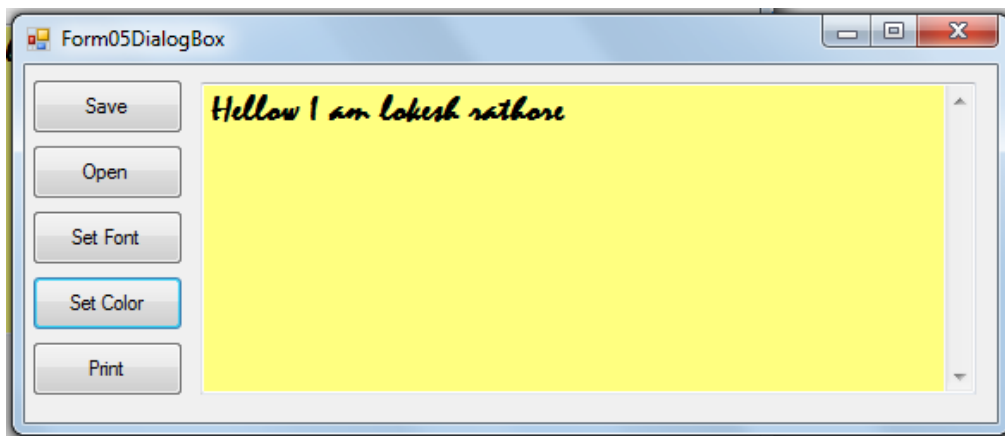 Form05DialogBox
Save
Hellow I am lokesh rathore
Open
Set Font
Set Color
Print